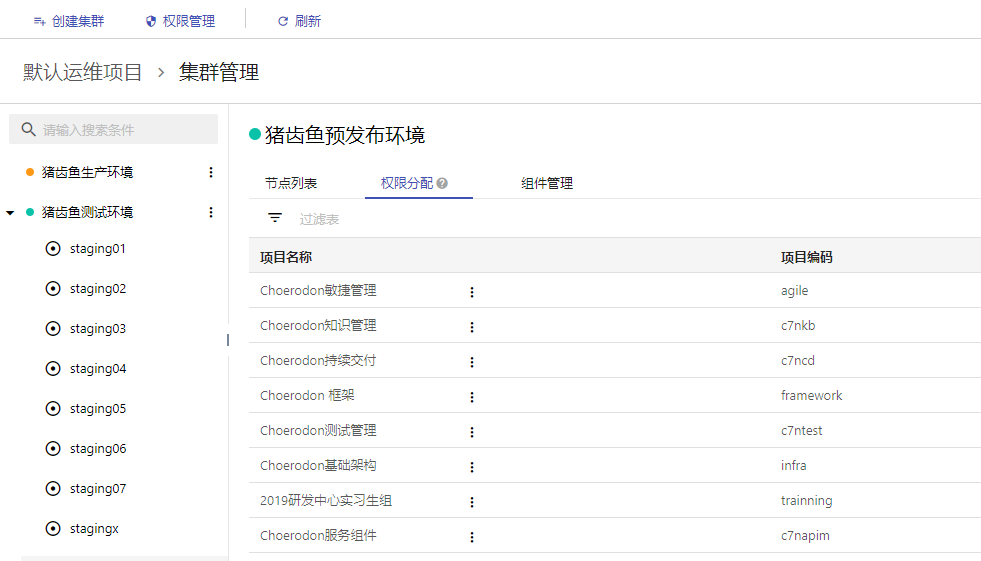 创建集群 权限管理 刷新
默认运维项目 > 集群管理
请输入搜索条件
猪齿鱼生产环境
猪齿鱼测试环境
staging01
staging02
staging03
staging04
staging05
staging06
staging07
stagingx
猪齿鱼预发布环境
节点列表 权限分配 ? 组件管理
过滤表
项目名称 项目编码
Choerodon敏捷管理 agile
Choerodon知识管理 c7nkb
Choerodon持续交付 c7ncd
Choerodon 框架 framework
Choerodon测试管理 c7ntest
Choerodon基础架构 infra
2019研发中心实习生组 trainning
Choerodon服务组件 c7napim